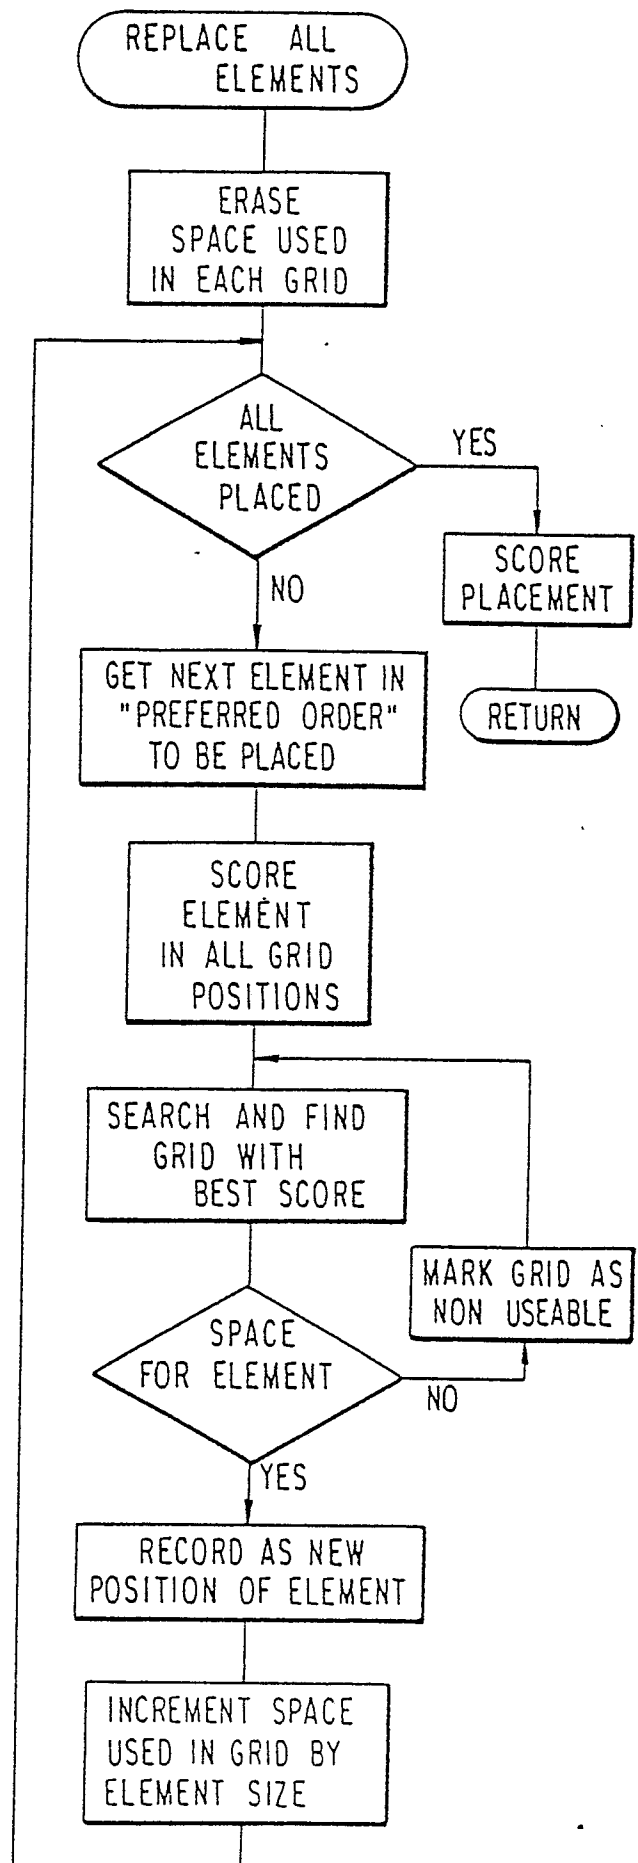 REPLACE ALL
ELEMENTS
ERASE
SPACE USED
IN EACH GRID
ALL
ELEMENTS
PLACED
YES
NO
SCORE
PLACEMENT
RETURN
GET NEXT ELEMENT IN
"PREFERRED ORDER"
TO BE PLACED
SCORE
ELEMENT
IN ALL GRID
POSITIONS
SEARCH AND FIND
GRID WITH
BEST SCORE
MARK GRID AS
NON USEABLE
SPACE
FOR ELEMENT
NO
YES
RECORD AS NEW
POSITION OF ELEMENT
INCREMENT SPACE
USED IN GRID BY
ELEMENT SIZE